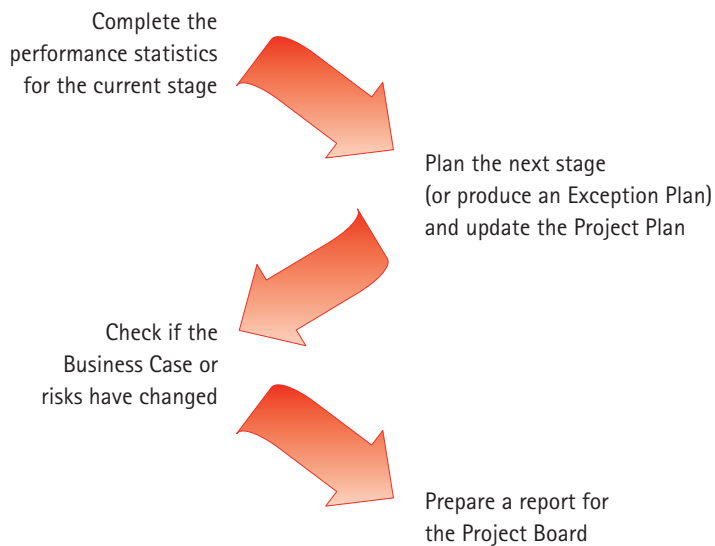 Complete the
performance statistics
for the current stage
Plan the next stage
(or produce an Exception Plan)
and update the Project Plan
Check if the
Business Case or
risks have changed
Prepare a report for
the Project Board